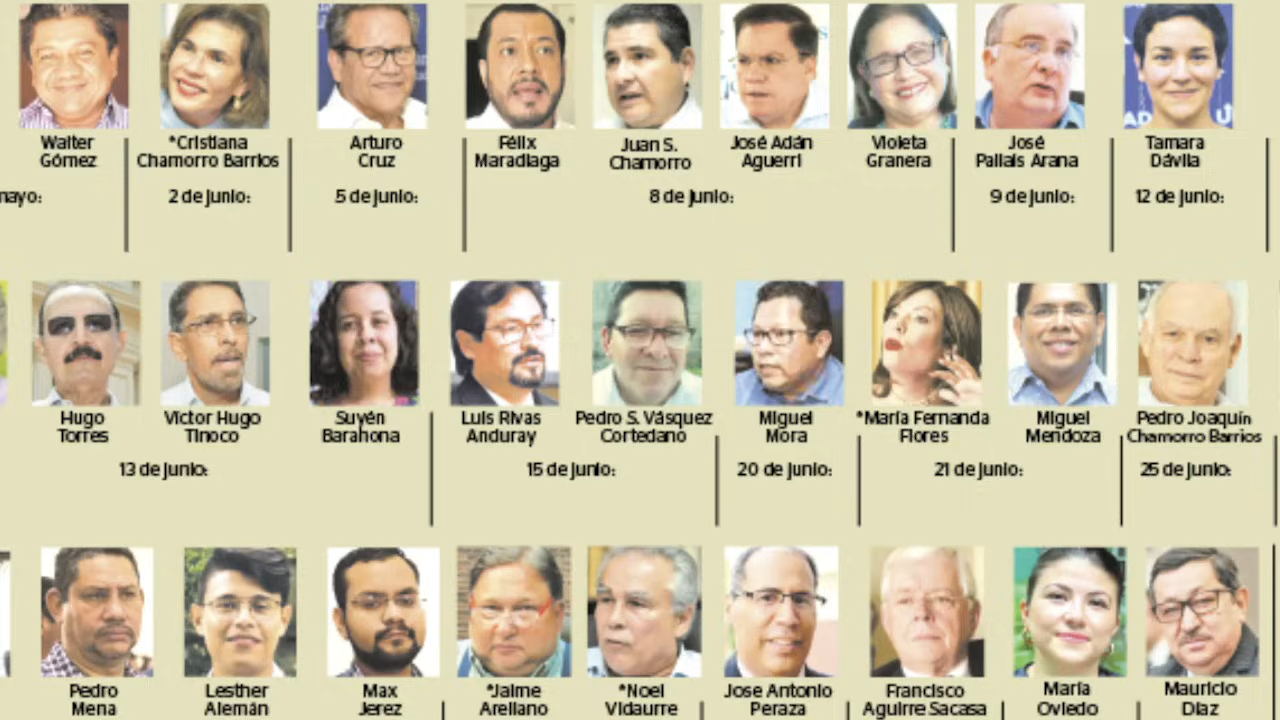 Walter
Gómez
*Cristiana
Chamorro Barrios
Arturo
Cruz
Félix
Maradiaga
Juan S.
Chamorro
José Adán
Aguerri
Violeta
Granera
José
Pallais Arana
Tamara
Dávila
mayo:
2 de junio:
5 de junio:
8 de junio:
9 de junio:
12 de junio:
Hugo
Torres
Víctor Hugo
Tinoco
Suyén
Barahona
Luis Rivas
Anduray
Pedro S. Vásquez
Cortedano
Miguel
Mora
*María Fernanda
Flores
Miguel
Mendoza
Pedro Joaquín
Chamorro Barrios
13 de junio:
15 de junio:
20 de junio:
21 de junio:
25 de junio:
Pedro
Mena
Lesther
Alemán
Max
Jerez
*Jaime
Arellano
*Noel
Vidaurre
Jose Antonio
Peraza
Francisco
Aguirre Sacasa
María
Oviedo
Mauricio
Díaz